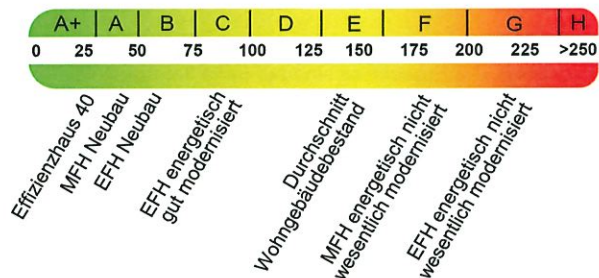 A+ A B C D E F G H
0 25 50 75 100 125 150 175 200 225 >250
Effizienzhaus 40
MFH Neubau
EFH Neubau
EFH energetisch
gut modernisiert
Durchschnitt
Wohngebäudebestand
MFH energetisch nicht
wesentlich modernisiert
EFH energetisch nicht
wesentlich modernisiert